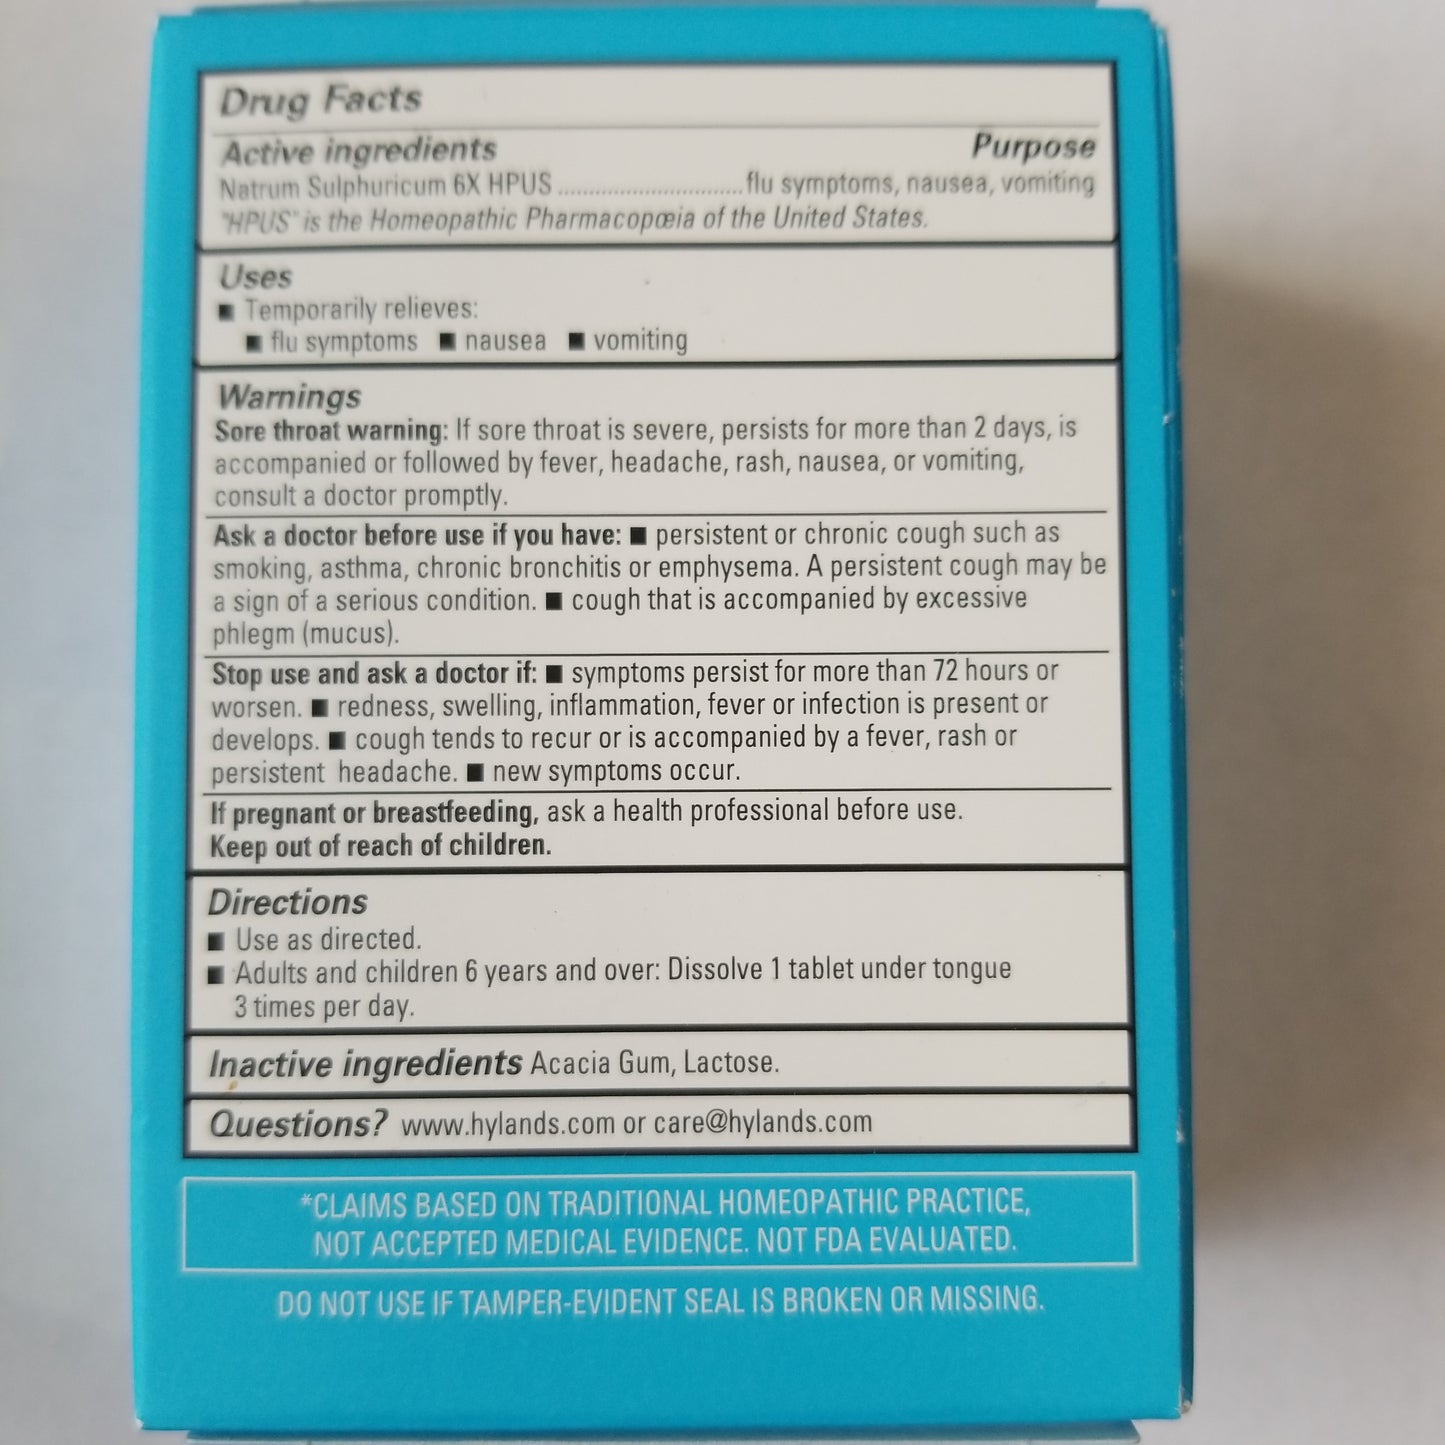 Drug Facts
Active ingredients Purpose
Natrum Sulphuricum 6X HPUS .............................. flu symptoms, nausea, vomiting
"HPUS" is the Homeopathic Pharmacopœia of the United States.
Uses
■ Temporarily relieves:
■ flu symptoms ■ nausea ■ vomiting
Warnings
Sore throat warning: If sore throat is severe, persists for more than 2 days, is
accompanied or followed by fever, headache, rash, nausea, or vomiting,
consult a doctor promptly.
Ask a doctor before use if you have: ■ persistent or chronic cough such as
smoking, asthma, chronic bronchitis or emphysema. A persistent cough may be
a sign of a serious condition. ■ cough that is accompanied by excessive
phlegm (mucus).
Stop use and ask a doctor if: ■ symptoms persist for more than 72 hours or
worsen. ■ redness, swelling, inflammation, fever or infection is present or
develops. ■ cough tends to recur or is accompanied by a fever, rash or
persistent headache. ■ new symptoms occur.
If pregnant or breastfeeding, ask a health professional before use.
Keep out of reach of children.
Directions
■ Use as directed.
■ Adults and children 6 years and over: Dissolve 1 tablet under tongue
3 times per day.
Inactive ingredients Acacia Gum, Lactose.
Questions? www.hylands.com or care@hylands.com
*CLAIMS BASED ON TRADITIONAL HOMEOPATHIC PRACTICE,
NOT ACCEPTED MEDICAL EVIDENCE. NOT FDA EVALUATED.
DO NOT USE IF TAMPER-EVIDENT SEAL IS BROKEN OR MISSING.